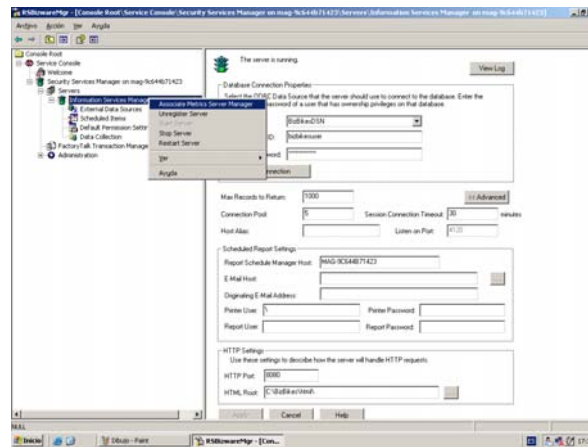 RSBizwareMgr - [Console Root\Service Console\Security Services Manager on mag-9c644b71423\Servers\Information Services Manager on mag-9c644b71423]
Archivo Acción Ver Ayuda
Console Root
Service Console
Welcome
Security Services Manager on mag-9c644b71423
Servers
Information Services Manager
External Data Sources
Scheduled Items
Default Permission Settin
Data Collection
FactoryTalk Transaction Manage
Administration
Associate Metrics Server Manager
Unregister Server
Start Server
Stop Server
Restart Server
Ver
Ayuda
The server is running.
View Log
Database Connection Properties
Select the ODBC Data Source that the server should use to connect to the database. Enter the
password of a user that has ownership privileges on that database.
BizBikesDSN
ID:
bizbikesuser
word:
nnection
Max Records to Return: 1000
<< Advanced
Connection Pool: 5 Session Connection Timeout: 30 minutes
Host Alias: Listen on Port: 4120
Scheduled Report Settings
Report Schedule Manager Host: MAG-9C644B71423
E-Mail Host:
Originating E-Mail Address:
Printer User: \ Printer Password:
Report User: Report Password:
HTTP Settings
Use these settings to describe how the server will handle HTTP requests.
HTTP Port: 8080
HTML Root: C:\BizBikes\html\
Apply Cancel Help
NULL
Inicio
Dibujo - Paint
RSBizwareMgr - [Con...